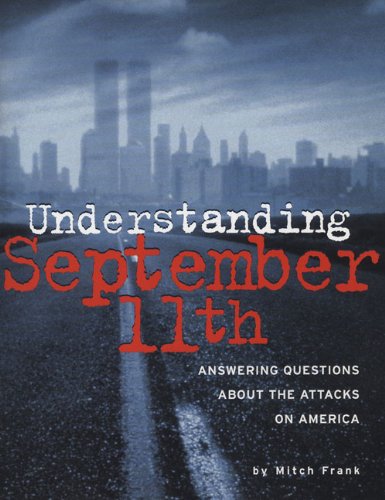 Understanding
September
11th
ANSWERING QUESTIONS
ABOUT THE ATTACKS
ON AMERICA
by Mitch Frank